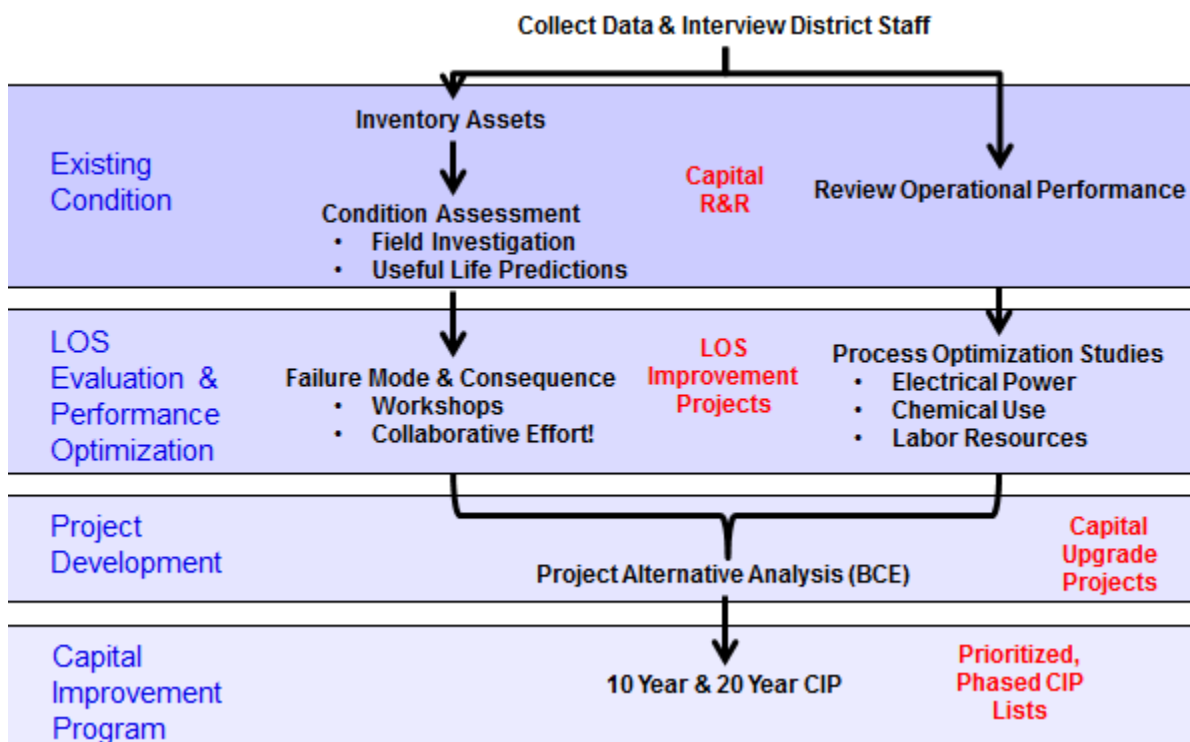 Collect Data & Interview District Staff
Existing
Condition
Inventory Assets
Condition Assessment
• Field Investigation
• Useful Life Predictions
Capital
R&R
Review Operational Performance
LOS
Evaluation &
Performance
Optimization
Failure Mode & Consequence
• Workshops
• Collaborative Effort!
LOS
Improvement
Projects
Process Optimization Studies
• Electrical Power
• Chemical Use
• Labor Resources
Project
Development
Project Alternative Analysis (BCE)
Capital
Upgrade
Projects
Capital
Improvement
Program
10 Year & 20 Year CIP
Prioritized,
Phased CIP
Lists